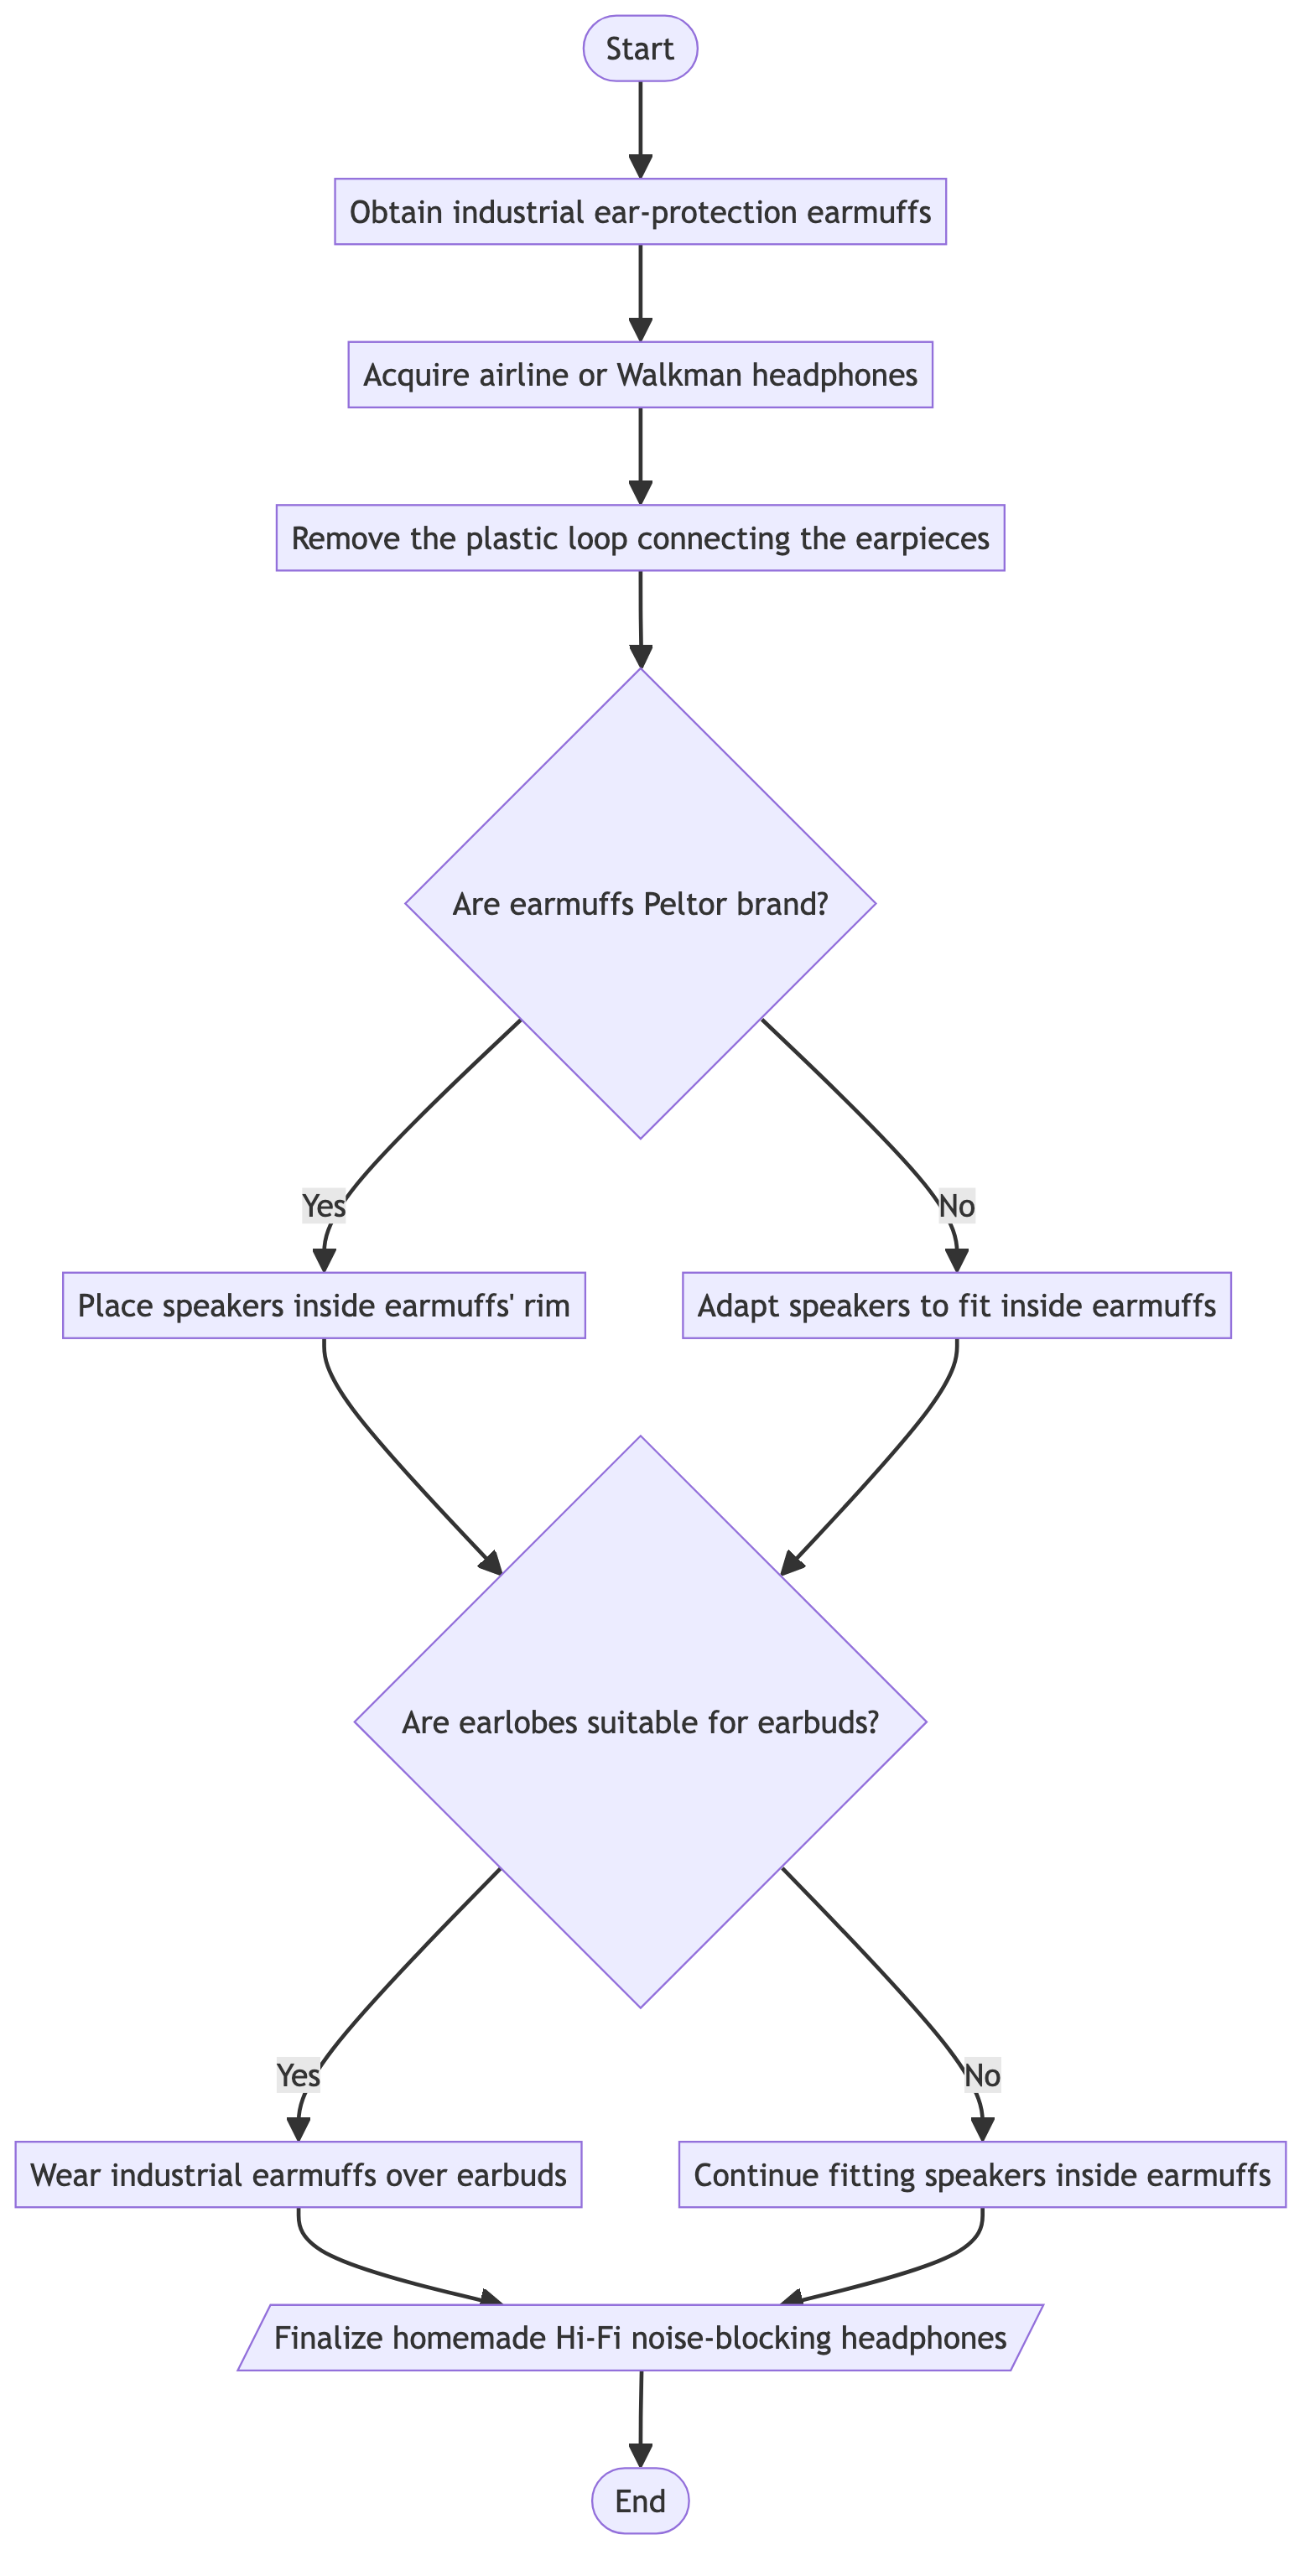 Start
Obtain industrial ear-protection earmuffs
Acquire airline or Walkman headphones
Remove the plastic loop connecting the earpieces
Are earmuffs Peltor brand?
Yes
No
Place speakers inside earmuffs' rim
Adapt speakers to fit inside earmuffs
Are earlobes suitable for earbuds?
Yes
No
Wear industrial earmuffs over earbuds
Continue fitting speakers inside earmuffs
Finalize homemade Hi-Fi noise-blocking headphones
End